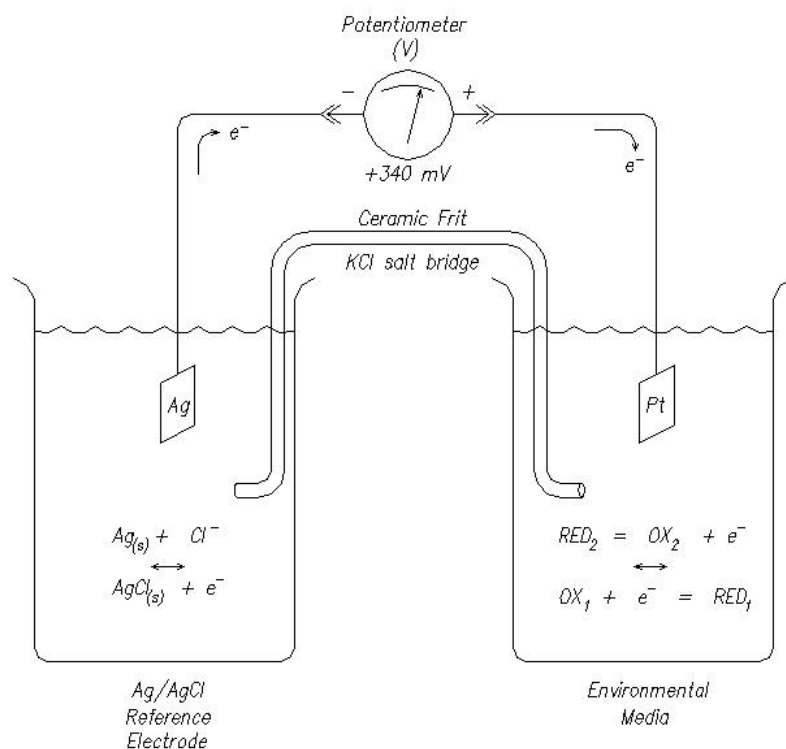 Potentiometer
(V)
− +
e⁻ e⁻
+340 mV
Ceramic Frit
KCl salt bridge
Ag Pt
Ag(s) + Cl⁻
AgCl(s) + e⁻
RED₂ = OX₂ + e⁻
OX₁ + e⁻ = RED₁
Ag/AgCl
Reference
Electrode
Environmental
Media